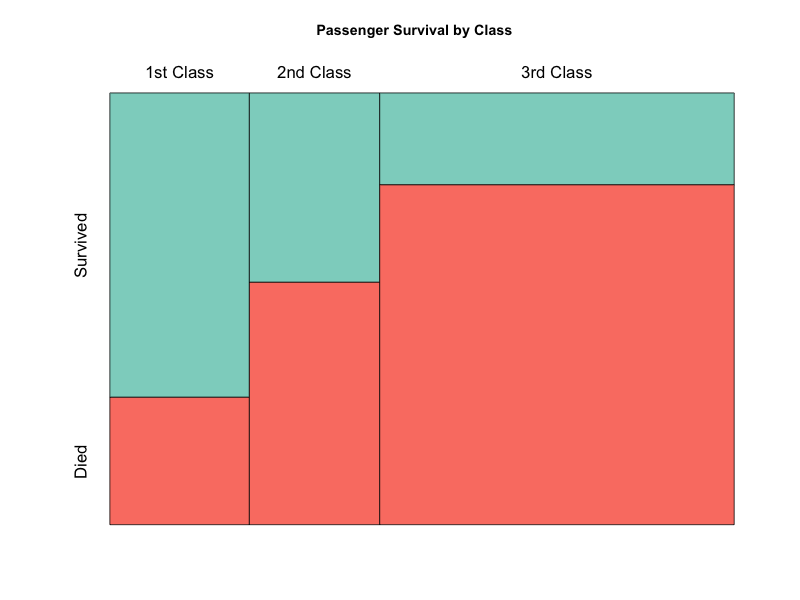 Passenger Survival by Class
1st Class
2nd Class
3rd Class
Survived
Died